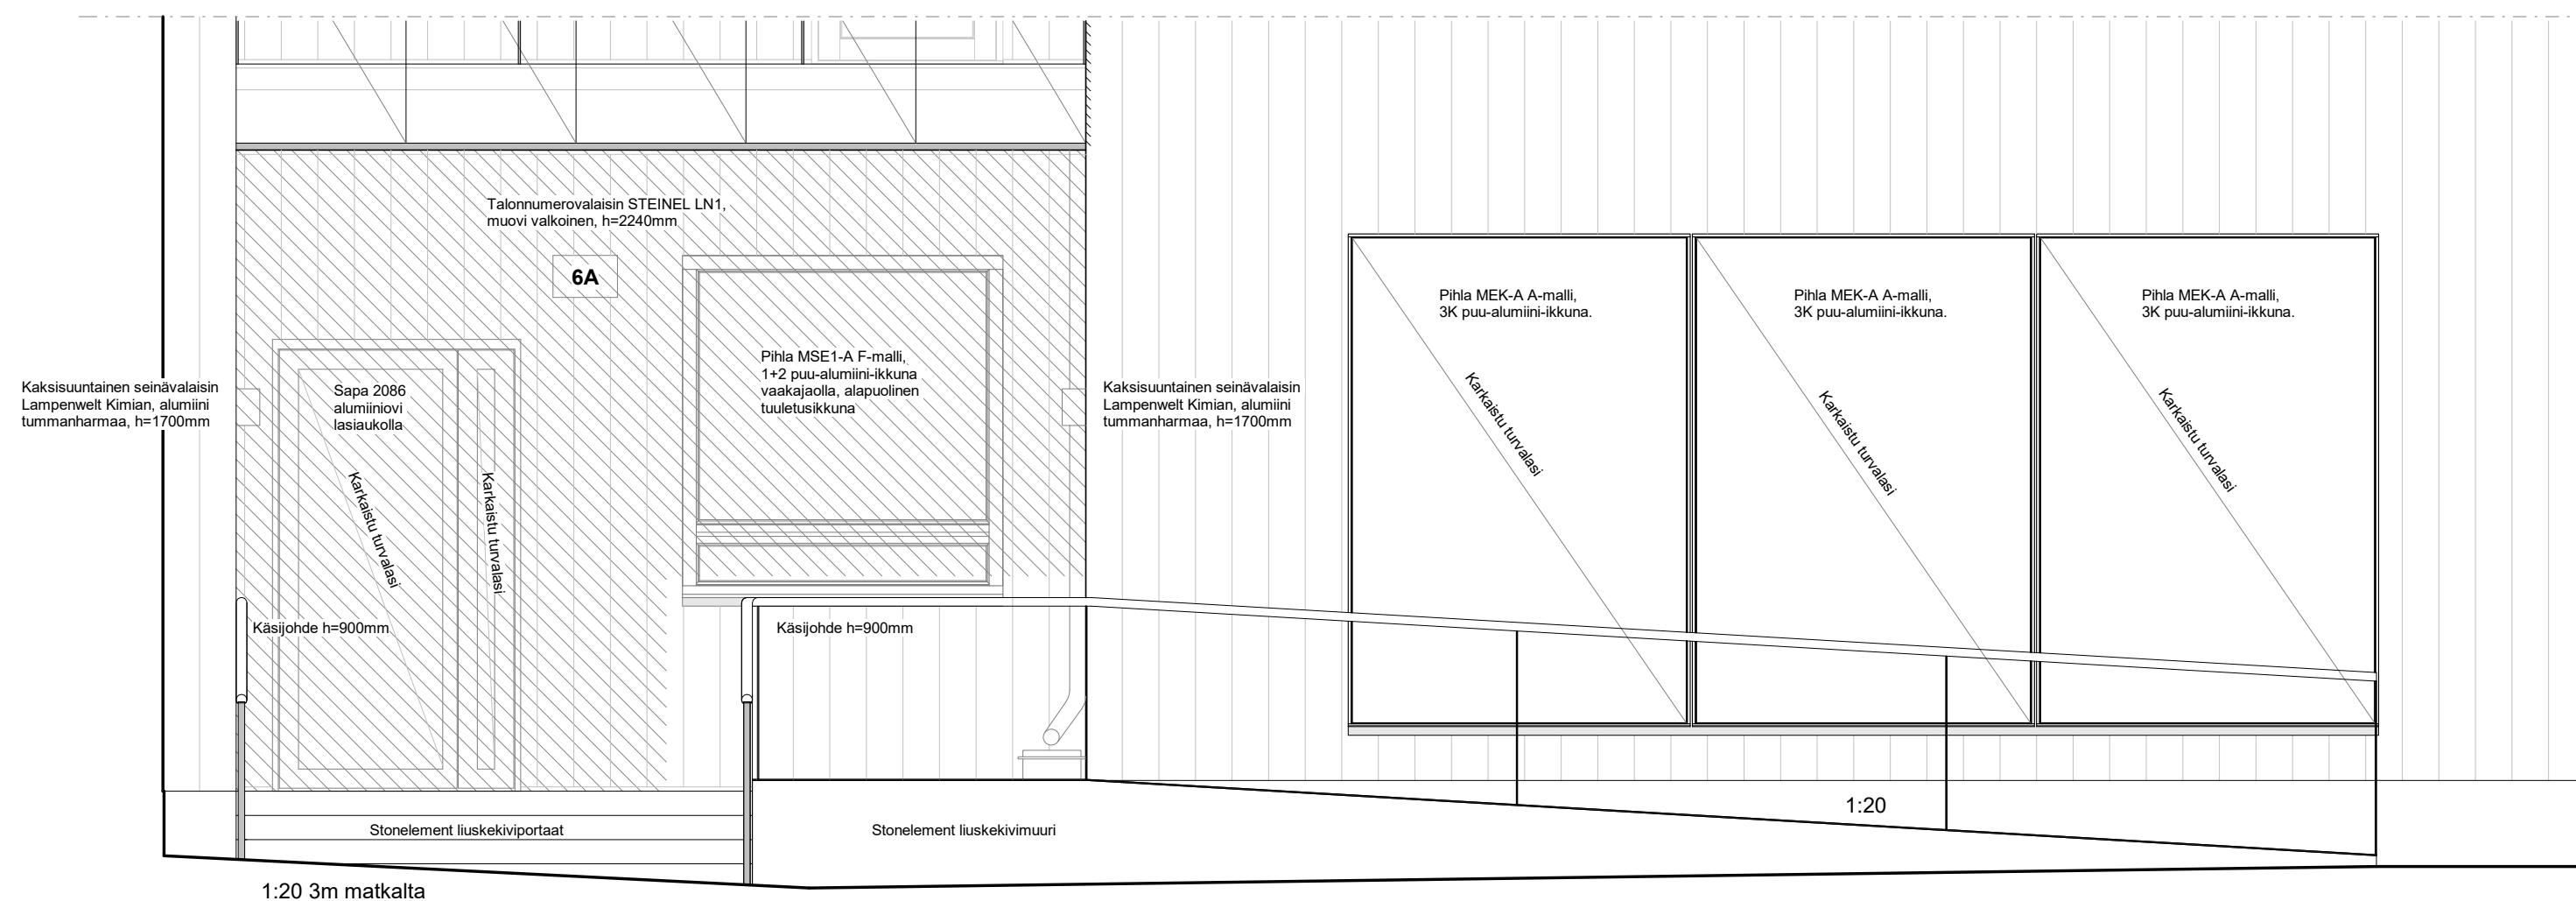 Talonnumerovalaisin STEINEL LN1,
muovi valkoinen, h=2240mm
6A
Pihla MEK-A A-malli,
3K puu-alumiini-ikkuna.
Pihla MEK-A A-malli,
3K puu-alumiini-ikkuna.
Pihla MEK-A A-malli,
3K puu-alumiini-ikkuna.
Kaksisuuntainen seinävalaisin
Lampenwelt Kimian, alumiini
tummanharmaa, h=1700mm
Sapa 2086
alumiiniovi
lasiaukolla
Pihla MSE1-A F-malli,
1+2 puu-alumiini-ikkuna
vaakajaolla, alapuolinen
tuuletusikkuna
Kaksisuuntainen seinävalaisin
Lampenwelt Kimian, alumiini
tummanharmaa, h=1700mm
Karkaistu turvalasi
Karkaistu turvalasi
Karkaistu turvalasi
Karkaistu turvalasi
Karkaistu turvalasi
Käsijohde h=900mm
Käsijohde h=900mm
1:20
Stonelement liuskekiviportaat
Stonelement liuskekivimuuri
1:20 3m matkalta